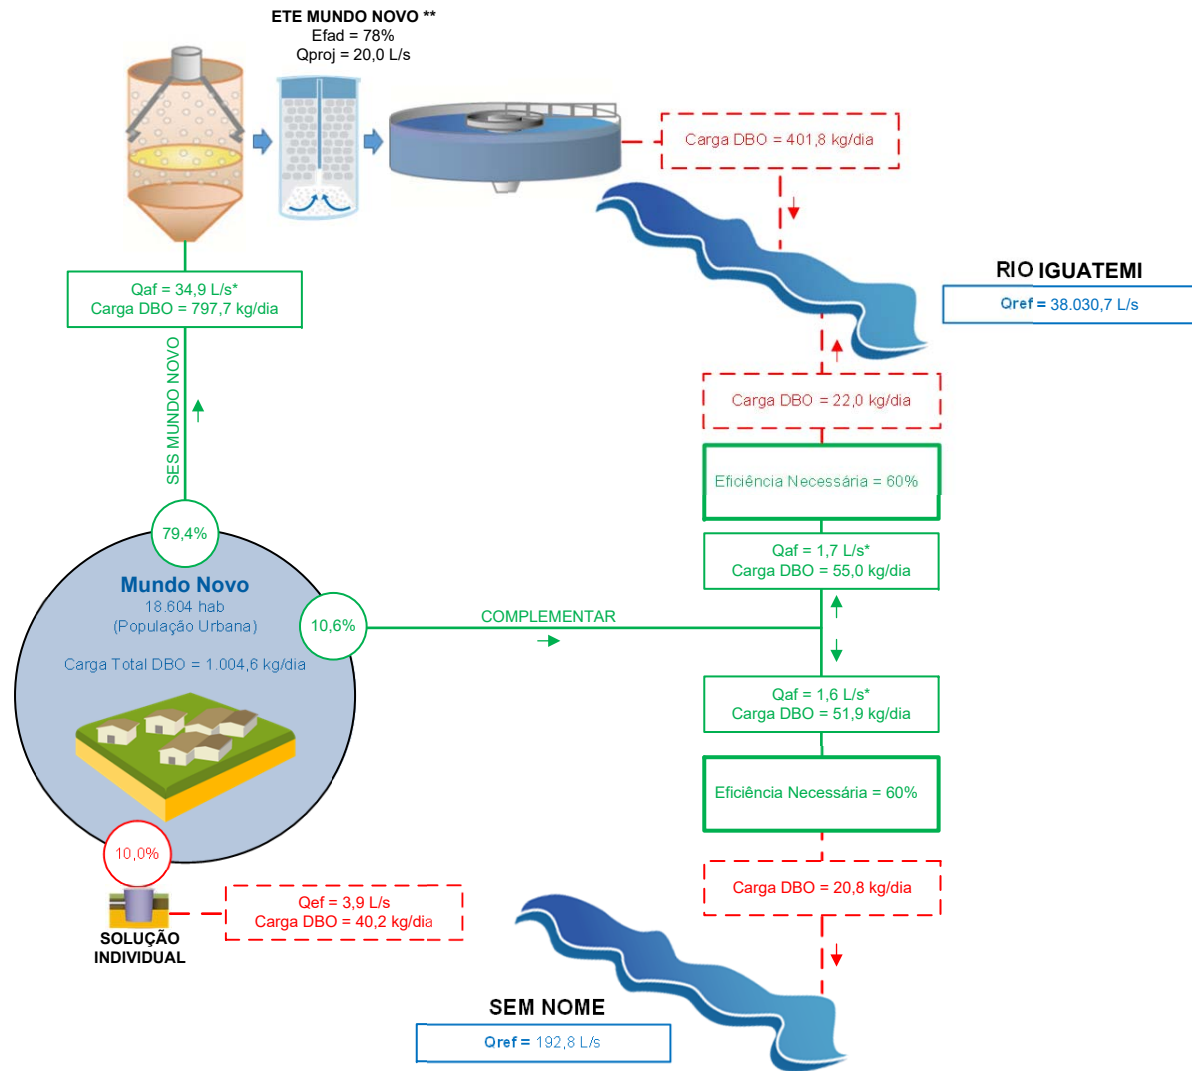 ETE MUNDO NOVO **
Efad = 78%
Qproj = 20,0 L/s
Carga DBO = 401,8 kg/dia
RIO IGUATEMI
Qref = 38.030,7 L/s
Qaf = 34,9 L/s*
Carga DBO = 797,7 kg/dia
SES MUNDO NOVO
Carga DBO = 22,0 kg/dia
Eficiência Necessária = 60%
Qaf = 1,7 L/s*
Carga DBO = 55,0 kg/dia
79,4%
Mundo Novo
18.604 hab
(População Urbana)
Carga Total DBO = 1.004,6 kg/dia
10,6%
COMPLEMENTAR
Qaf = 1,6 L/s*
Carga DBO = 51,9 kg/dia
Eficiência Necessária = 60%
10,0%
SOLUÇÃO
INDIVIDUAL
Qef = 3,9 L/s
Carga DBO = 40,2 kg/dia
Carga DBO = 20,8 kg/dia
SEM NOME
Qref = 192,8 L/s